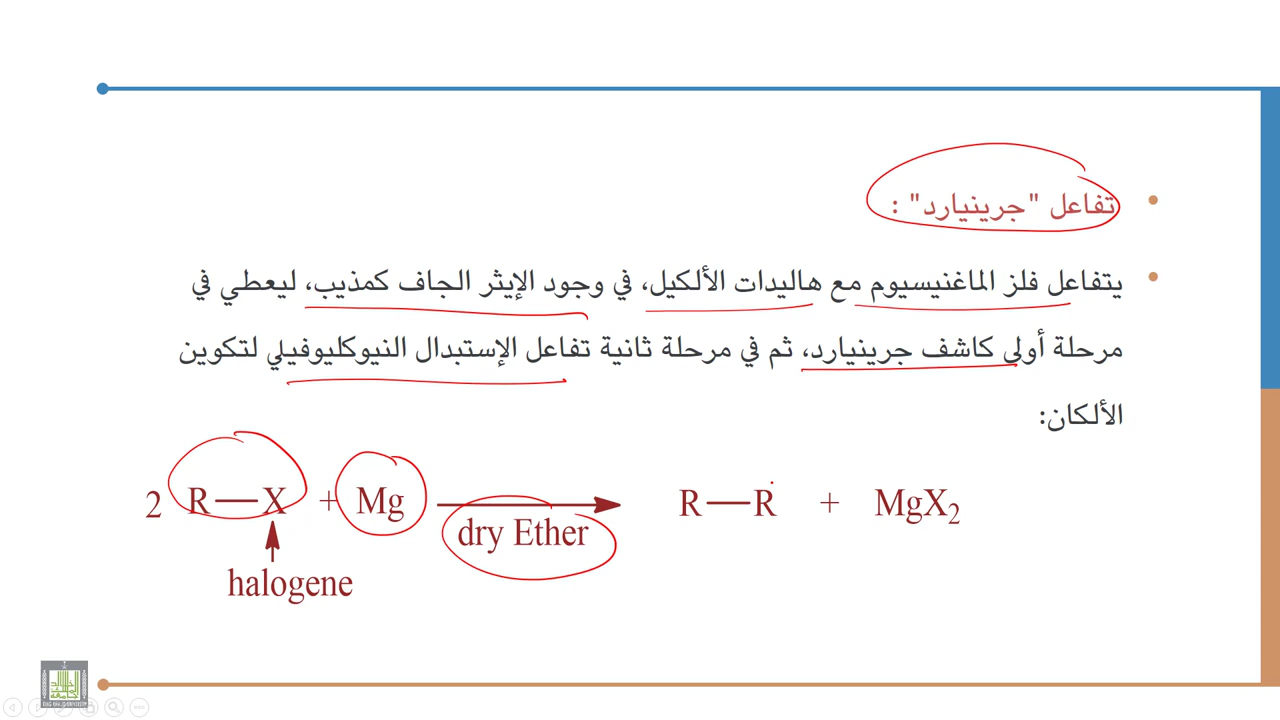 تفاعل "جرينيارد" :
يتفاعل فلز الماغنيسيوم مع هاليدات الألكيل، في وجود الإيثر الجاف كمذيب، ليعطي في
مرحلة أولى كاشف جرينيارد، ثم في مرحلة ثانية تفاعل الإستبدال النيوكليوفيلي لتكوين
الألكان:
2 R—X + Mg → R—R + MgX₂
dry Ether
halogene